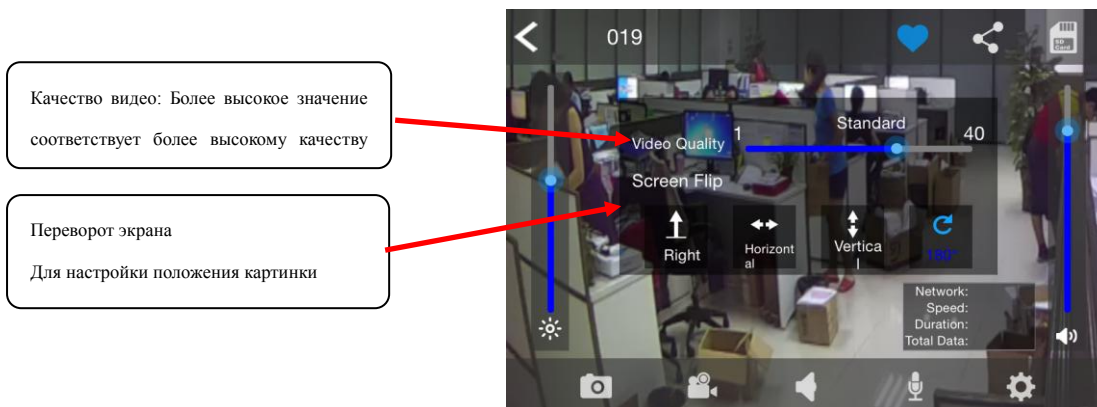 Качество видео: Более высокое значение
соответствует более высокому качеству
Переворот экрана
Для настройки положения картинки
019
SD
Card
Standard
Video Quality
1
40
Screen Flip
Right
Horizont
al
Vertica
l
180°
Network:
Speed:
Duration:
Total Data: